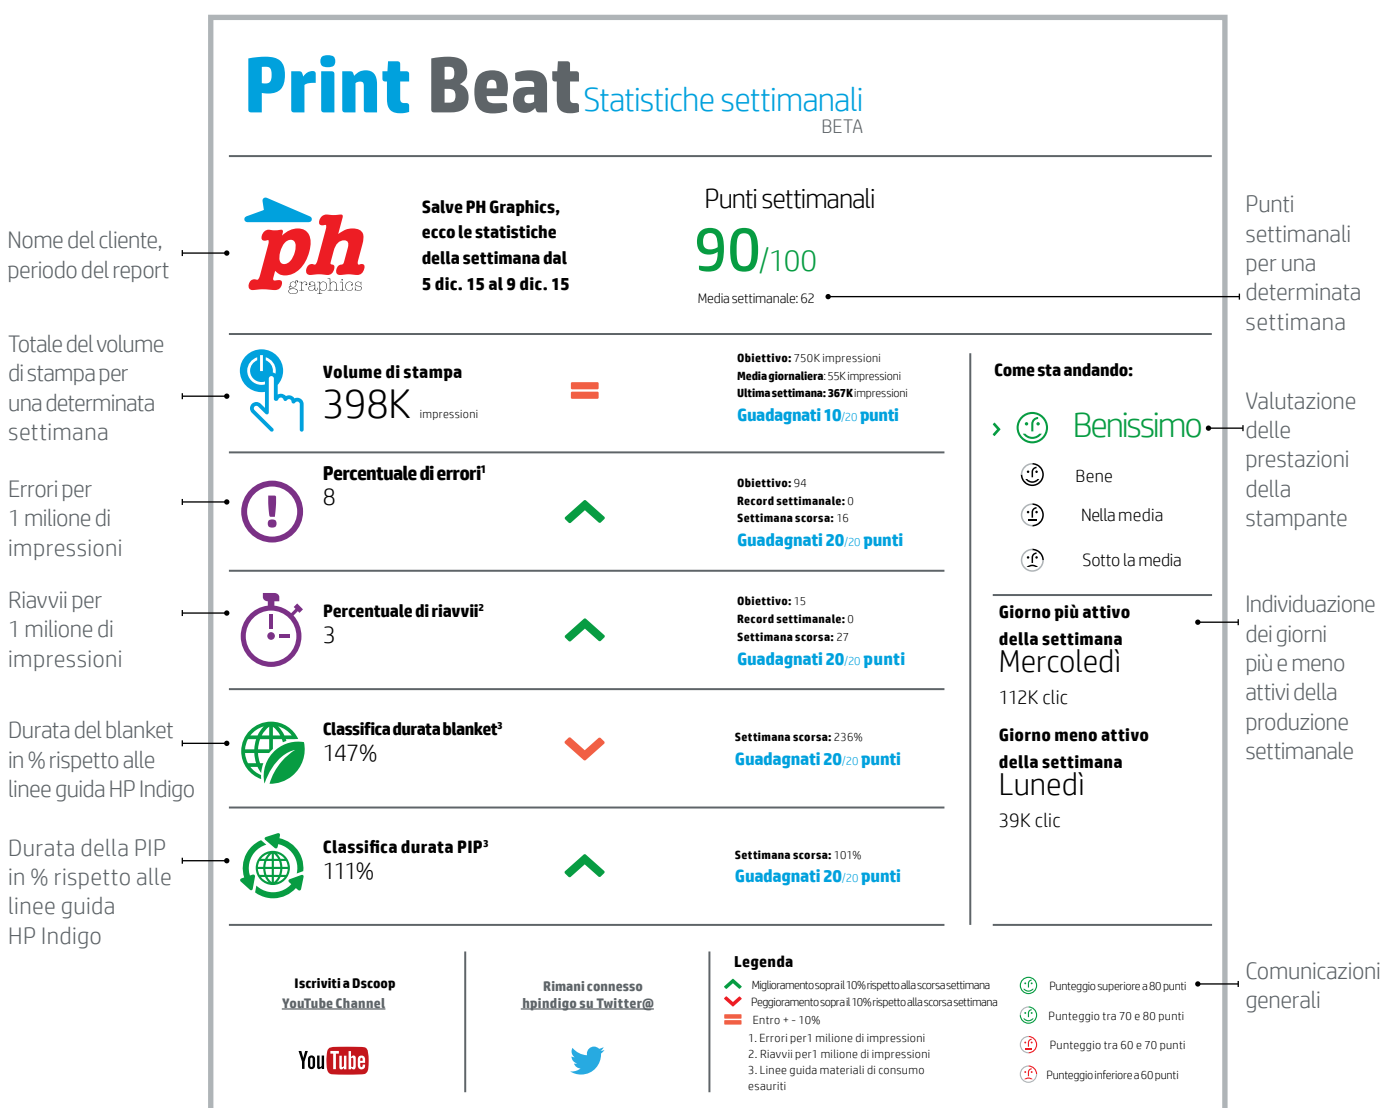 Print Beat Statistiche settimanali
BETA
Nome del cliente,
periodo del report
ph
graphics
Salve PH Graphics,
ecco le statistiche
della settimana dal
5 dic. 15 al 9 dic. 15
Punti settimanali
90/100
Media settimanale: 62
Punti
settimanali
per una
determinata
settimana
Totale del volume
di stampa per
una determinata
settimana
Volume di stampa
398K impressioni
Obiettivo: 750K impressioni
Media giornaliera: 55K impressioni
Ultima settimana: 367K impressioni
Guadagnati 10/20 punti
Errori per
1 milione di
impressioni
Percentuale di errori¹
8
Obiettivo: 94
Record settimanale: 0
Settimana scorsa: 16
Guadagnati 20/20 punti
Riavvii per
1 milione di
impressioni
Percentuale di riavvii²
3
Obiettivo: 15
Record settimanale: 0
Settimana scorsa: 27
Guadagnati 20/20 punti
Durata del blanket
in % rispetto alle
linee guida HP Indigo
Classifica durata blanket³
147%
Settimana scorsa: 236%
Guadagnati 20/20 punti
Durata della PIP
in % rispetto alle
linee guida
HP Indigo
Classifica durata PIP³
111%
Settimana scorsa: 101%
Guadagnati 20/20 punti
Come sta andando:
Benissimo
Bene
Nella media
Sotto la media
Valutazione
delle
prestazioni
della
stampante
Giorno più attivo
della settimana
Mercoledì
112K clic
Giorno meno attivo
della settimana
Lunedì
39K clic
Individuazione
dei giorni
più e meno
attivi della
produzione
settimanale
Iscriviti a Dscoop
YouTube Channel
YouTube
Rimani connesso
hpindigo su Twitter@
Legenda
Miglioramento sopra il 10% rispetto alla scorsa settimana
Peggioramento sopra il 10% rispetto alla scorsa settimana
Entro + - 10%
1. Errori per1 milione di impressioni
2. Riavvii per1 milione di impressioni
3. Linee guida materiali di consumo
esauriti
Punteggio superiore a 80 punti
Punteggio tra 70 e 80 punti
Punteggio tra 60 e 70 punti
Punteggio inferiore a 60 punti
Comunicazioni
generali